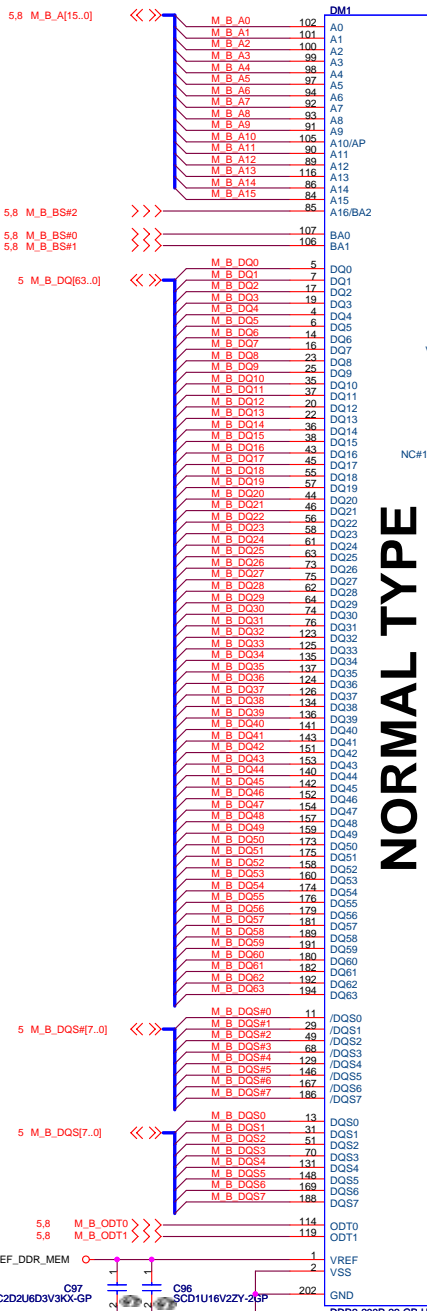 DM1
5,8 M_B_A[15..0]
M_B_A0 102 A0
M_B_A1 101 A1
M_B_A2 100 A2
M_B_A3 99 A3
M_B_A4 98 A4
M_B_A5 97 A5
M_B_A6 94 A6
M_B_A7 92 A7
M_B_A8 93 A8
M_B_A9 91 A9
M_B_A10 105 A10/AP
M_B_A11 90 A11
M_B_A12 89 A12
M_B_A13 116 A13
M_B_A14 86 A14
M_B_A15 84 A15
5,8 M_B_BS#2 85 A16/BA2
5,8 M_B_BS#0 107 BA0
5,8 M_B_BS#1 106 BA1
5 M_B_DQ[63..0]
M_B_DQ0 5 DQ0
M_B_DQ1 7 DQ1
M_B_DQ2 17 DQ2
M_B_DQ3 19 DQ3
M_B_DQ4 4 DQ4
M_B_DQ5 6 DQ5
M_B_DQ6 14 DQ6
M_B_DQ7 16 DQ7
M_B_DQ8 23 DQ8
M_B_DQ9 25 DQ9
M_B_DQ10 35 DQ10
M_B_DQ11 37 DQ11
M_B_DQ12 20 DQ12
M_B_DQ13 22 DQ13
M_B_DQ14 36 DQ14
M_B_DQ15 38 DQ15
M_B_DQ16 43 DQ16 NC#1
M_B_DQ17 45 DQ17
M_B_DQ18 55 DQ18
M_B_DQ19 57 DQ19
M_B_DQ20 44 DQ20
M_B_DQ21 46 DQ21
M_B_DQ22 56 DQ22
M_B_DQ23 58 DQ23
M_B_DQ24 61 DQ24
M_B_DQ25 63 DQ25
M_B_DQ26 73 DQ26
M_B_DQ27 75 DQ27
M_B_DQ28 62 DQ28
M_B_DQ29 64 DQ29
M_B_DQ30 74 DQ30
M_B_DQ31 76 DQ31
M_B_DQ32 123 DQ32
M_B_DQ33 125 DQ33
M_B_DQ34 135 DQ34
M_B_DQ35 137 DQ35
M_B_DQ36 124 DQ36
M_B_DQ37 126 DQ37
M_B_DQ38 134 DQ38
M_B_DQ39 136 DQ39
M_B_DQ40 141 DQ40
M_B_DQ41 143 DQ41
M_B_DQ42 151 DQ42
M_B_DQ43 153 DQ43
M_B_DQ44 140 DQ44
M_B_DQ45 142 DQ45
M_B_DQ46 152 DQ46
M_B_DQ47 154 DQ47
M_B_DQ48 157 DQ48
M_B_DQ49 159 DQ49
M_B_DQ50 173 DQ50
M_B_DQ51 175 DQ51
M_B_DQ52 158 DQ52
M_B_DQ53 160 DQ53
M_B_DQ54 174 DQ54
M_B_DQ55 176 DQ55
M_B_DQ56 179 DQ56
M_B_DQ57 181 DQ57
M_B_DQ58 189 DQ58
M_B_DQ59 191 DQ59
M_B_DQ60 180 DQ60
M_B_DQ61 182 DQ61
M_B_DQ62 192 DQ62
M_B_DQ63 194 DQ63
NORMAL TYPE
5 M_B_DQS#[7..0]
M_B_DQS#0 11 /DQS0
M_B_DQS#1 29 /DQS1
M_B_DQS#2 49 /DQS2
M_B_DQS#3 68 /DQS3
M_B_DQS#4 129 /DQS4
M_B_DQS#5 146 /DQS5
M_B_DQS#6 167 /DQS6
M_B_DQS#7 186 /DQS7
5 M_B_DQS[7..0]
M_B_DQS0 13 DQS0
M_B_DQS1 31 DQS1
M_B_DQS2 51 DQS2
M_B_DQS3 70 DQS3
M_B_DQS4 131 DQS4
M_B_DQS5 148 DQS5
M_B_DQS6 169 DQS6
M_B_DQS7 188 DQS7
5,8 M_B_ODT0 114 ODT0
5,8 M_B_ODT1 119 ODT1
EF_DDR_MEM 1 VREF
2 VSS
1 1
C97 C96
C2D2U6D3V3KX-GP SCD1U16V2ZY-2GP
2 2
202 GND